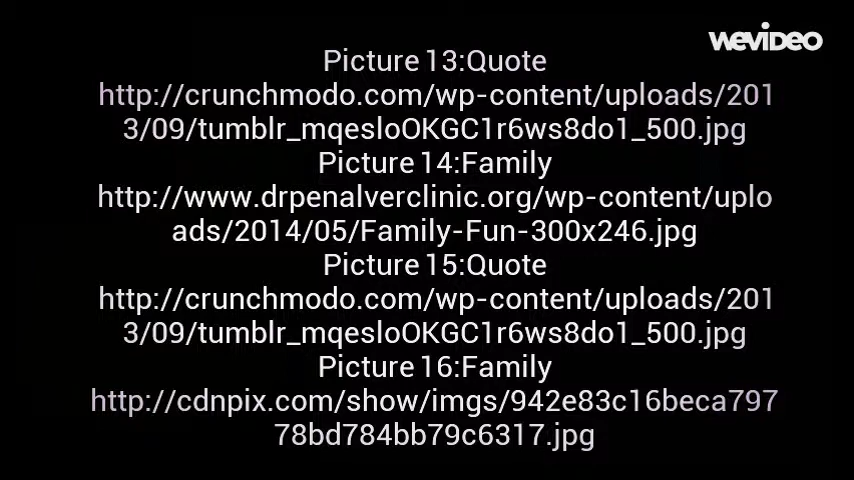 WEVIDEO
Picture 13:Quote
http://crunchmodo.com/wp-content/uploads/201
3/09/tumblr_mqesloOKGC1r6ws8do1_500.jpg
Picture 14:Family
http://www.drpenalverclinic.org/wp-content/uplo
ads/2014/05/Family-Fun-300x246.jpg
Picture 15:Quote
http://crunchmodo.com/wp-content/uploads/201
3/09/tumblr_mqesloOKGC1r6ws8do1_500.jpg
Picture 16:Family
http://cdnpix.com/show/imgs/942e83c16beca797
78bd784bb79c6317.jpg